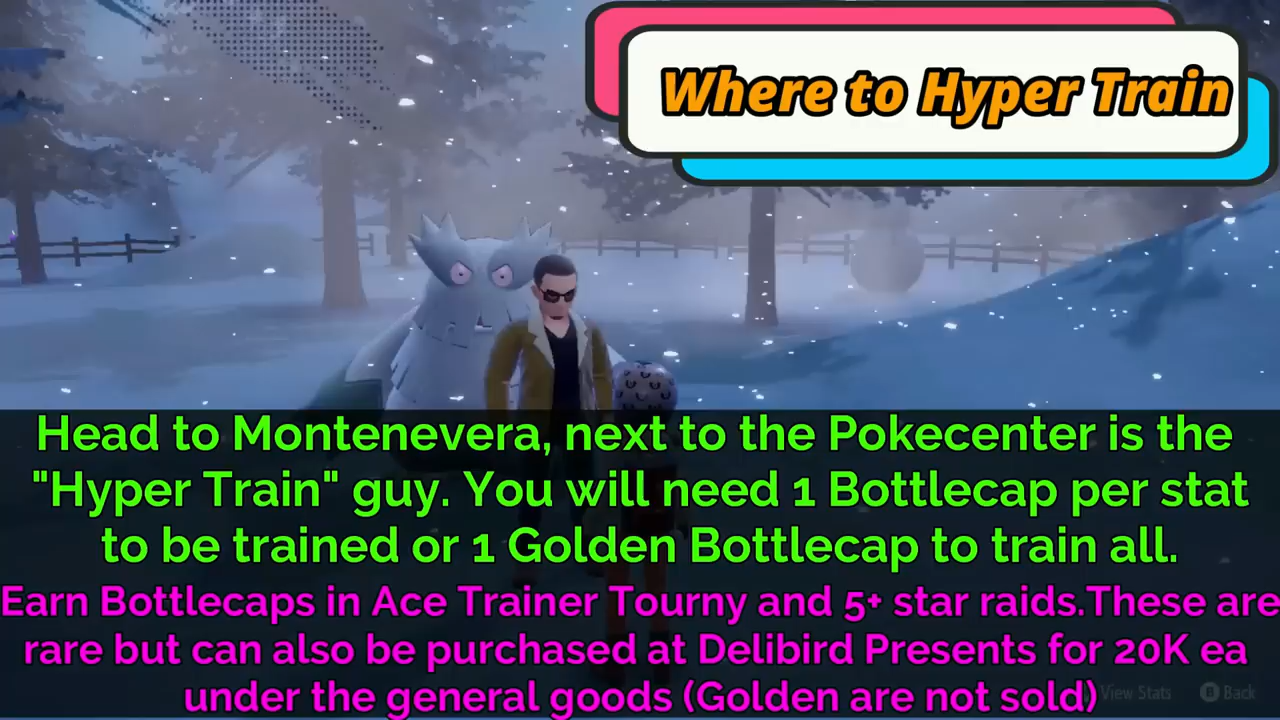 Where to Hyper Train
Head to Montenevera, next to the Pokecenter is the
"Hyper Train" guy. You will need 1 Bottlecap per stat
to be trained or 1 Golden Bottlecap to train all.
Earn Bottlecaps in Ace Trainer Tourny and 5+ star raids.These are
rare but can also be purchased at Delibird Presents for 20K ea
under the general goods (Golden are not sold)
View Stats B Back